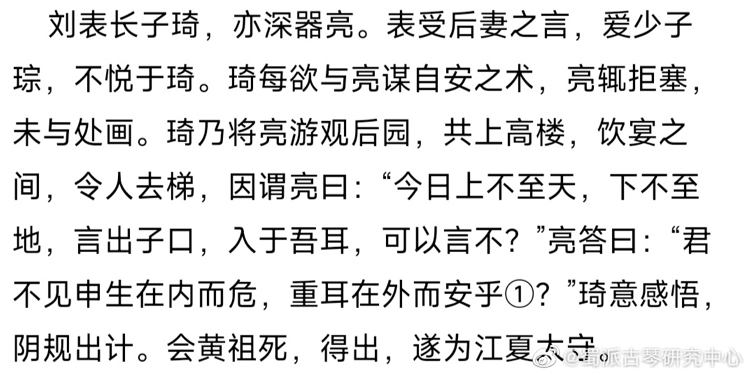 刘表长子琦，亦深器亮。表受后妻之言，爱少子
琮，不悦于琦。琦每欲与亮谋自安之术，亮辄拒塞，
未与处画。琦乃将亮游观后园，共上高楼，饮宴之
间，令人去梯，因谓亮曰：“今日上不至天，下不至
地，言出子口，入于吾耳，可以言不？”亮答曰：“君
不见申生在内而危，重耳在外而安乎①？”琦意感悟，
阴规出计。会黄祖死，得出，遂为江夏太守。
@蜀派古琴研究中心